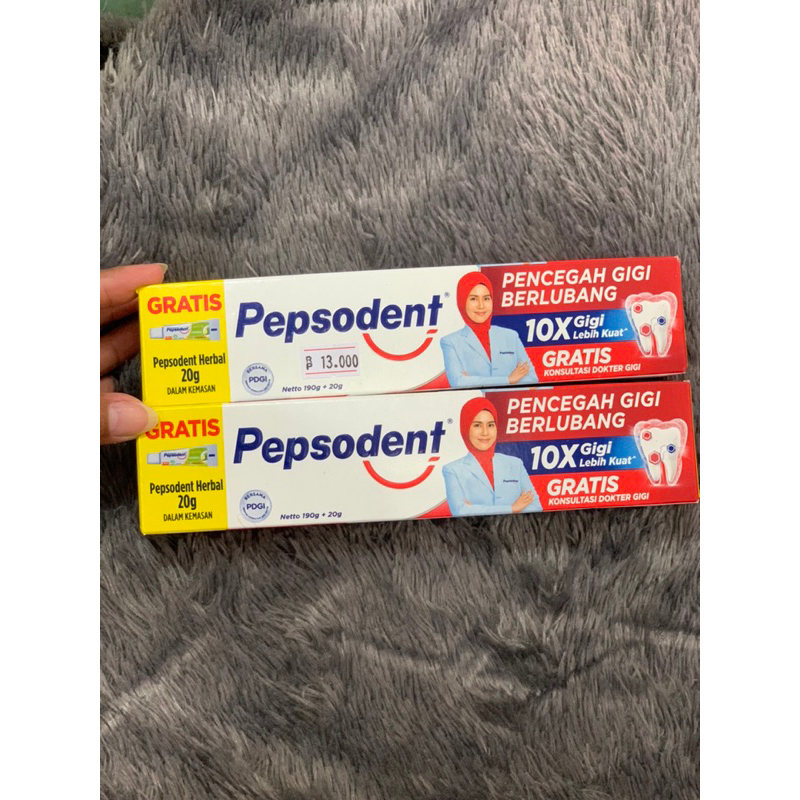 GRATIS
Pepsodent Herbal
20g
DALAM KEMASAN
Pepsodent®
Rp 13.000
BERSAMA
PDGI
Netto 190g + 20g
PENCEGAH GIGI
BERLUBANG
10X Gigi
Lebih Kuat^
GRATIS
KONSULTASI DOKTER GIGI
GRATIS
Pepsodent Herbal
20g
DALAM KEMASAN
Pepsodent®
BERSAMA
PDGI
Netto 190g + 20g
PENCEGAH GIGI
BERLUBANG
10X Gigi
Lebih Kuat^
GRATIS
KONSULTASI DOKTER GIGI